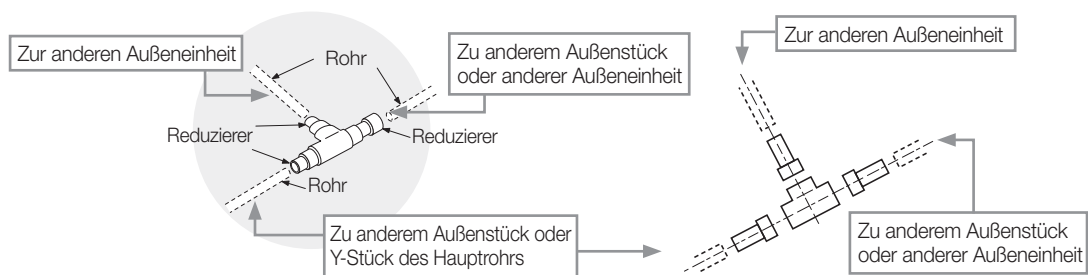 Zur anderen Außeneinheit
Rohr
Zu anderem Außenstück
oder anderer Außeneinheit
Reduzierer
Reduzierer
Rohr
Zu anderem Außenstück oder
Y-Stück des Hauptrohrs
Zur anderen Außeneinheit
Zu anderem Außenstück
oder anderer Außeneinheit